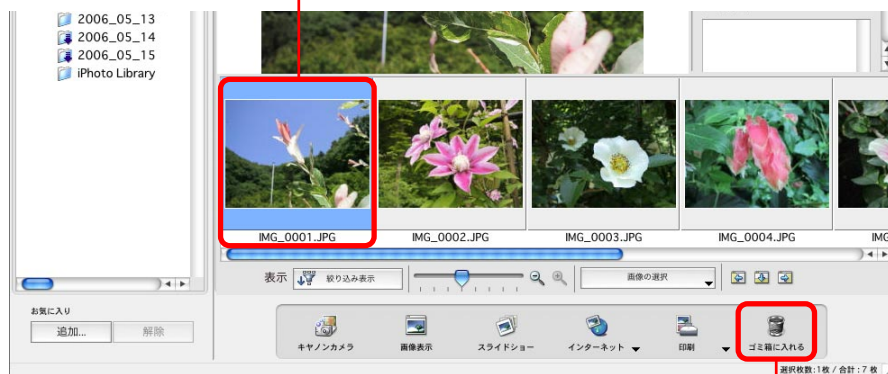 2006_05_13
2006_05_14
2006_05_15
iPhoto Library
IMG_0001.JPG
IMG_0002.JPG
IMG_0003.JPG
IMG_0004.JPG
IMG
表示
絞り込み表示
画像の選択
お気に入り
追加...
解除
キヤノンカメラ
画像表示
スライドショー
インターネット
印刷
ゴミ箱に入れる
選択枚数:1枚 / 合計:7 枚